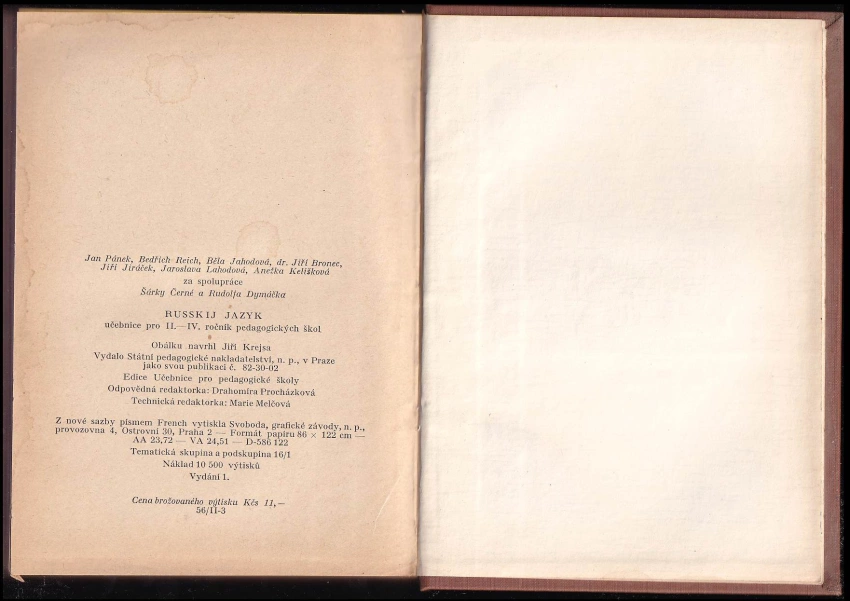 Jan Pánek, Bedřich Reich, Běla Jahodová, dr. Jiří Bronec,
Jiří Jiráček, Jaroslava Lahodová, Anežka Kelišková
za spolupráce
Šárky Černé a Rudolfa Dymáčka
RUSSKIJ JAZYK
učebnice pro II.—IV. ročník pedagogických škol
Obálku navrhl Jiří Krejsa
Vydalo Státní pedagogické nakladatelství, n. p., v Praze
jako svou publikaci č. 82-30-02
Edice Učebnice pro pedagogické školy
Odpovědná redaktorka: Drahomíra Procházková
Technická redaktorka: Marie Melčová
Z nové sazby písmem French vytiskla Svoboda, grafické závody, n. p.,
provozovna 4, Ostrovní 30, Praha 2 — Formát papíru 86 × 122 cm —
AA 23,72 — VA 24,51 — D-586 122
Tematická skupina a podskupina 16/1
Náklad 10 500 výtisků
Vydání 1.
Cena brožovaného výtisku Kčs 11,—
56/II-3